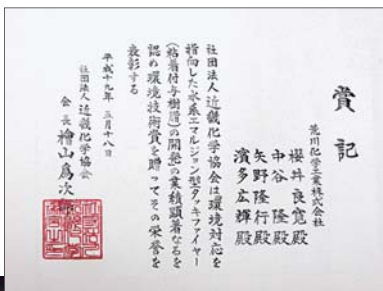 賞記
荒川化学工業株式会社
櫻井良寛殿
中谷隆殿
矢野隆行殿
濱多広輝殿
社団法人近畿化学協会は環境対応を
指向した水系エマルジョン型タッキファイヤー
(粘着付与樹脂)の開発の業績顕著なるを
認め環境技術賞を贈ってその栄誉を
表彰する
平成十九年五月十八日
社団法人近畿化学協会
会長檜山爲次郎